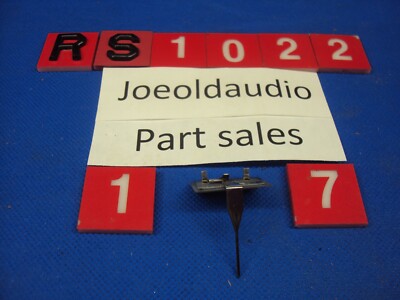 RS1022
Joeoldaudio
Part sales
1 7